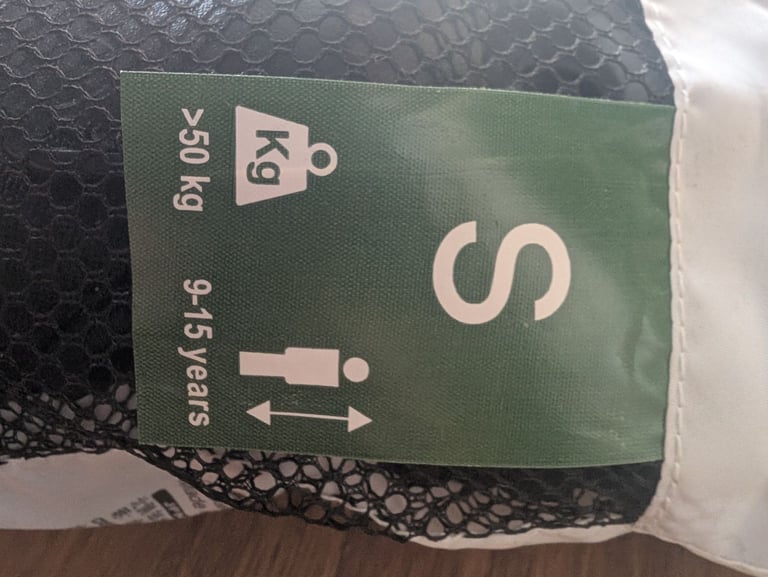 S
Kg
>50 kg
9-15 years